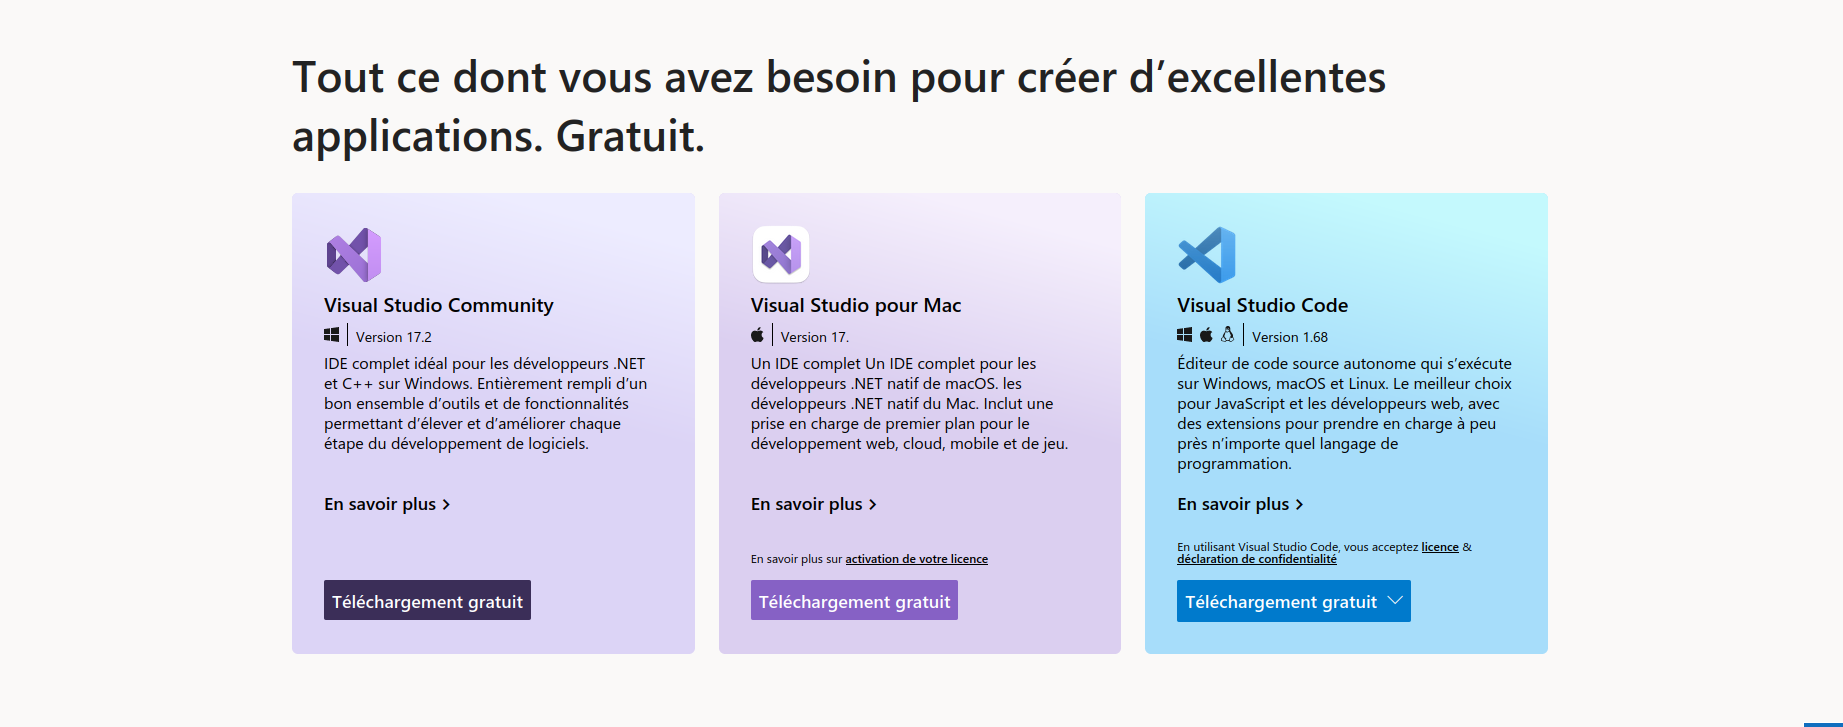 Tout ce dont vous avez besoin pour créer d’excellentes
applications. Gratuit.
Visual Studio Community
Version 17.2
IDE complet idéal pour les développeurs .NET
et C++ sur Windows. Entièrement rempli d’un
bon ensemble d’outils et de fonctionnalités
permettant d’élever et d’améliorer chaque
étape du développement de logiciels.
En savoir plus
Téléchargement gratuit
Visual Studio pour Mac
Version 17.
Un IDE complet Un IDE complet pour les
développeurs .NET natif de macOS. les
développeurs .NET natif du Mac. Inclut une
prise en charge de premier plan pour le
développement web, cloud, mobile et de jeu.
En savoir plus
En savoir plus sur activation de votre licence
Téléchargement gratuit
Visual Studio Code
Version 1.68
Éditeur de code source autonome qui s’exécute
sur Windows, macOS et Linux. Le meilleur choix
pour JavaScript et les développeurs web, avec
des extensions pour prendre en charge à peu
près n’importe quel langage de
programmation.
En savoir plus
En utilisant Visual Studio Code, vous acceptez licence &
déclaration de confidentialité
Téléchargement gratuit